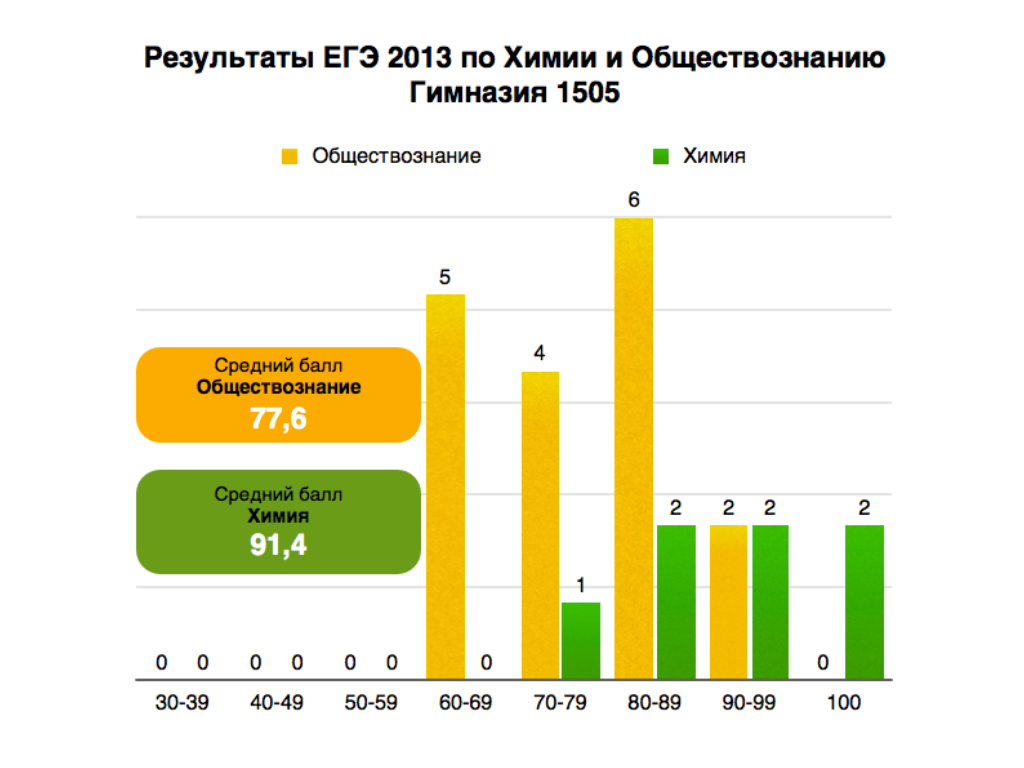 Результаты ЕГЭ 2013 по Химии и Обществознанию
Гимназия 1505
Обществознание Химия
6
5
4
Средний балл
Обществознание
77,6
Средний балл
Химия
91,4
2 2 2 2
1
0 0 0 0 0 0 0 0
30-39 40-49 50-59 60-69 70-79 80-89 90-99 100